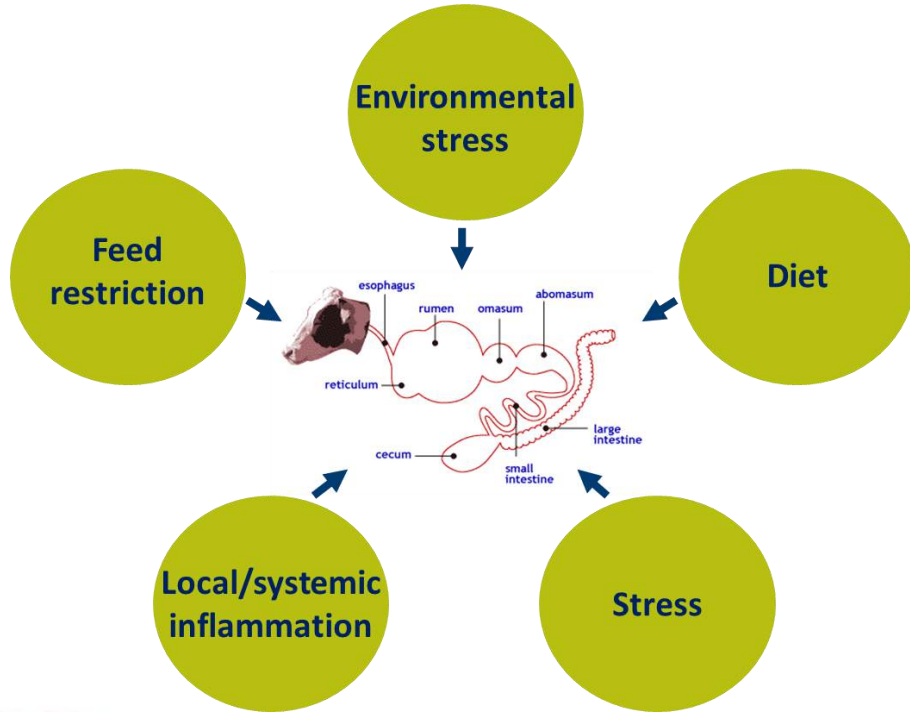 Environmental
stress
Feed
restriction
Diet
esophagus
rumen
omasum
abomasum
reticulum
large
intestine
cecum
small
intestine
Local/systemic
inflammation
Stress